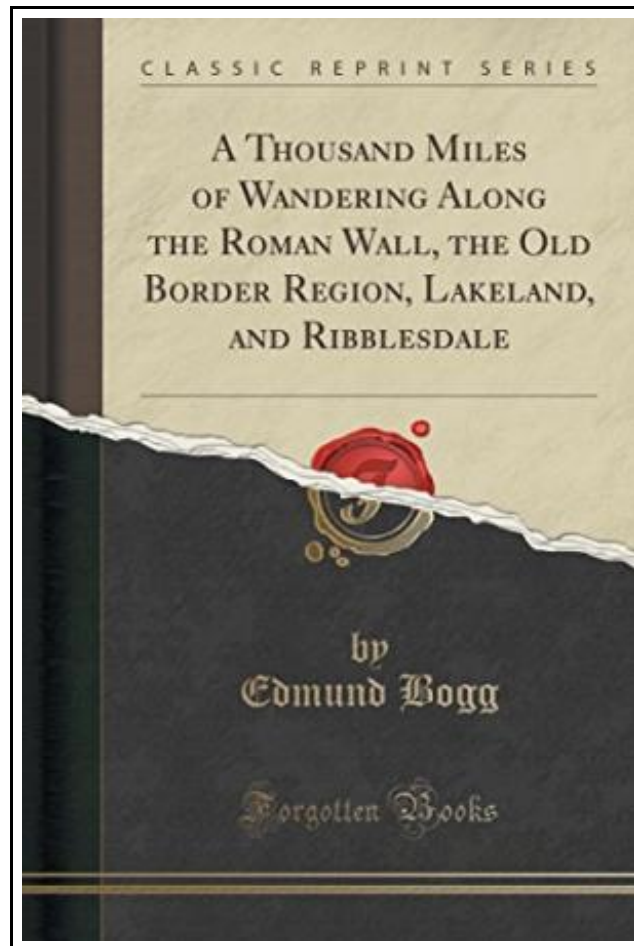 CLASSIC REPRINT SERIES
A THOUSAND MILES
OF WANDERING ALONG
THE ROMAN WALL, THE OLD
BORDER REGION, LAKELAND,
AND RIBBLESDALE
F
by
Edmund Bogg
Forgotten Books